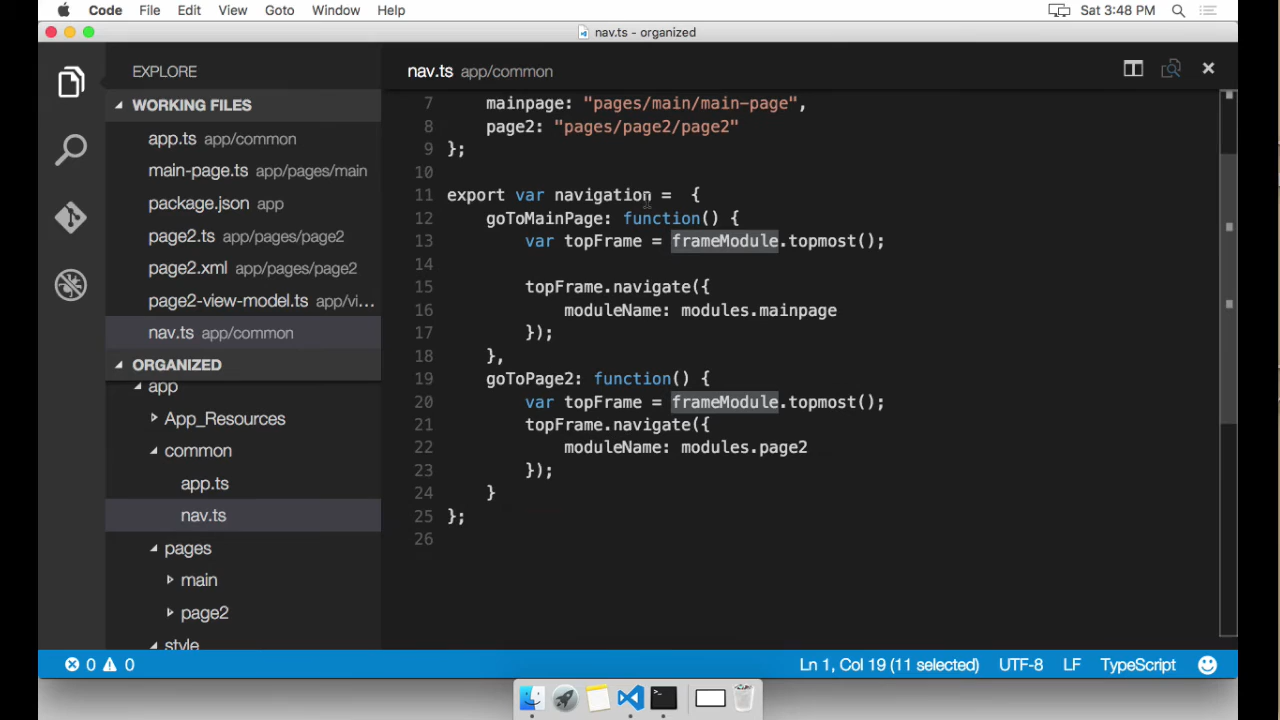 Code File Edit View Goto Window Help Sat 3:48 PM
nav.ts - organized
EXPLORE
WORKING FILES
app.ts app/common
main-page.ts app/pages/main
package.json app
page2.ts app/pages/page2
page2.xml app/pages/page2
page2-view-model.ts app/vi...
nav.ts app/common
ORGANIZED
app
App_Resources
common
app.ts
nav.ts
pages
main
page2
style
nav.ts app/common
7 mainpage: "pages/main/main-page",
8 page2: "pages/page2/page2"
9 };
10
11 export var navigation =  {
12 goToMainPage: function() {
13 var topFrame = frameModule.topmost();
14
15 topFrame.navigate({
16 moduleName: modules.mainpage
17 });
18 },
19 goToPage2: function() {
20 var topFrame = frameModule.topmost();
21 topFrame.navigate({
22 moduleName: modules.page2
23 });
24 }
25 };
26
0 0 Ln 1, Col 19 (11 selected) UTF-8 LF TypeScript